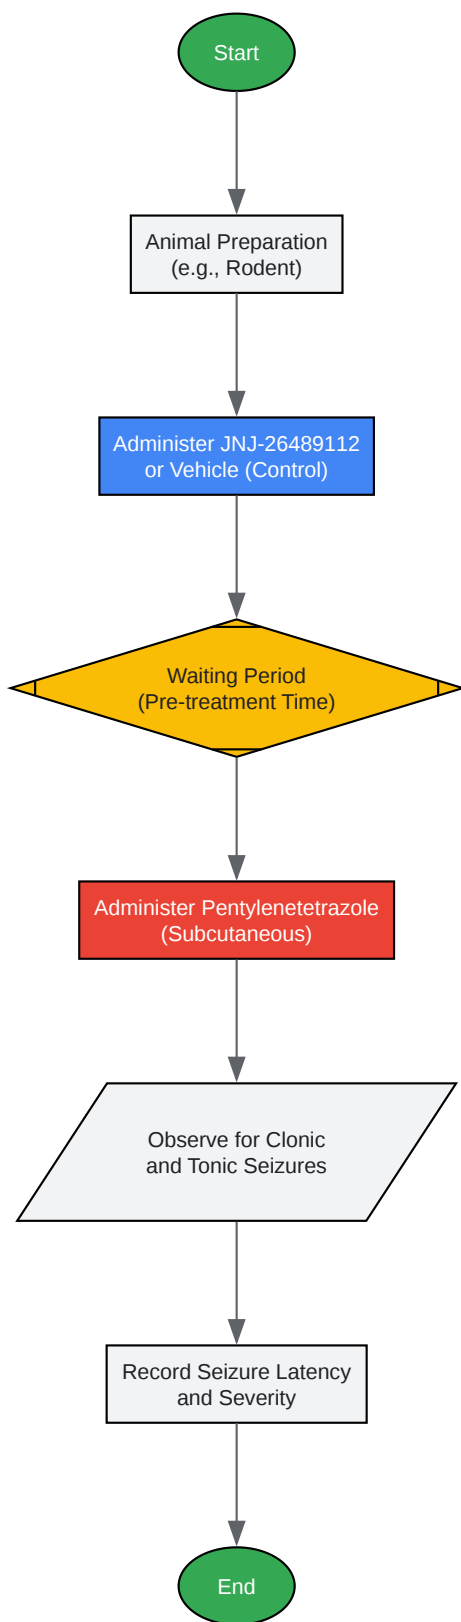 Start
Animal Preparation
(e.g., Rodent)
Administer JNJ-26489112
or Vehicle (Control)
Waiting Period
(Pre-treatment Time)
Administer Pentylenetetrazole
(Subcutaneous)
Observe for Clonic
and Tonic Seizures
Record Seizure Latency
and Severity
End